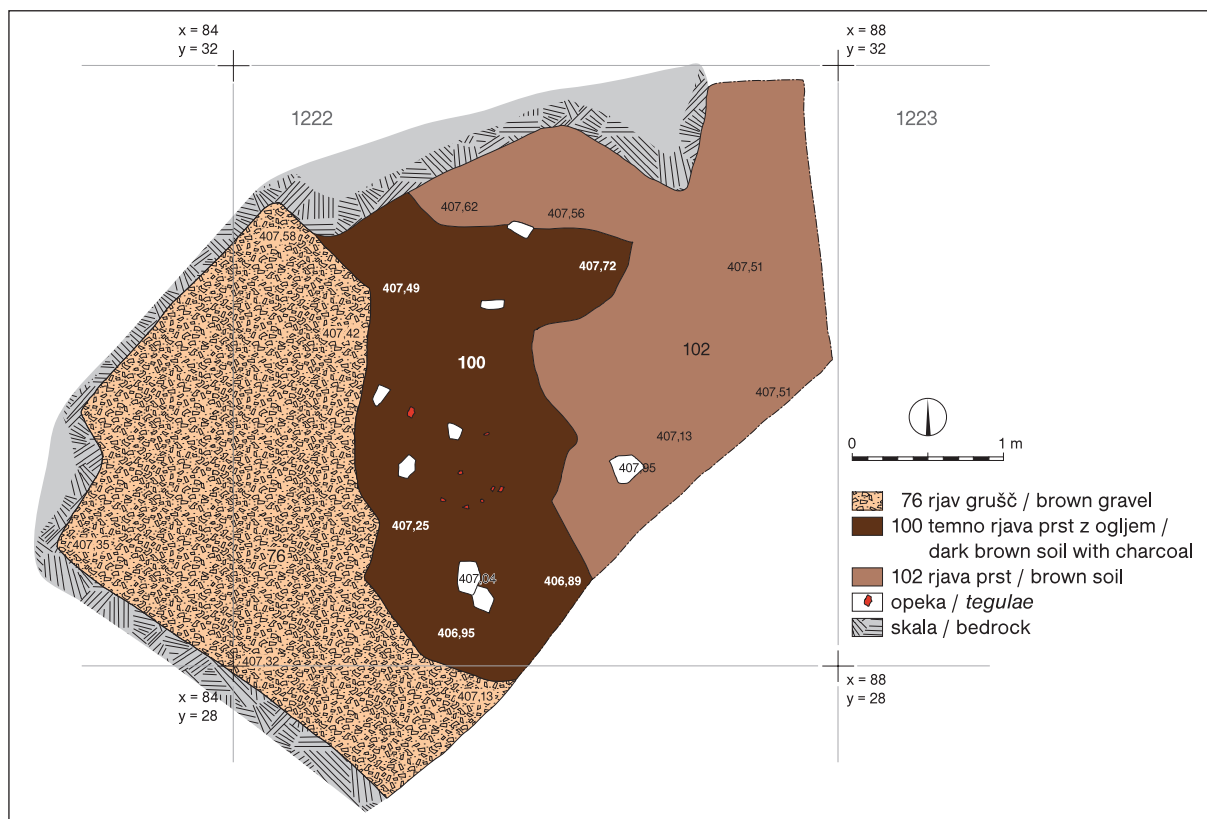 x = 84
y = 32
x = 88
y = 32
1222
1223
407,62
407,56
407,58
407,72
407,51
407,49
407,42
100
102
407,51
407,13
407,95
407,25
407,35
76
407,04
406,89
406,95
407,32
407,13
x = 84
y = 28
x = 88
y = 28
0 1 m
76 rjav grušč / brown gravel
100 temno rjava prst z ogljem /
dark brown soil with charcoal
102 rjava prst / brown soil
opeka / tegulae
skala / bedrock